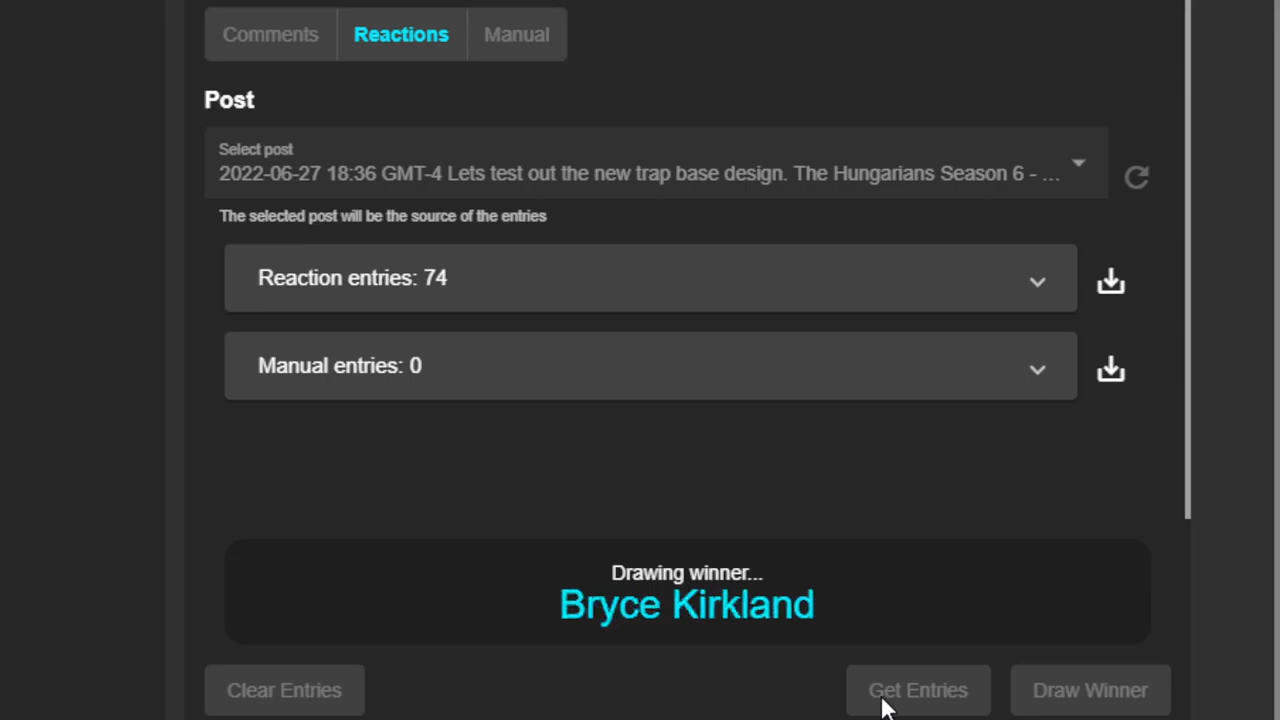 Comments Reactions Manual
Post
Select post
2022-06-27 18:36 GMT-4 Lets test out the new trap base design. The Hungarians Season 6 - ...
The selected post will be the source of the entries
Reaction entries: 74
Manual entries: 0
Drawing winner...
Bryce Kirkland
Clear Entries Get Entries Draw Winner